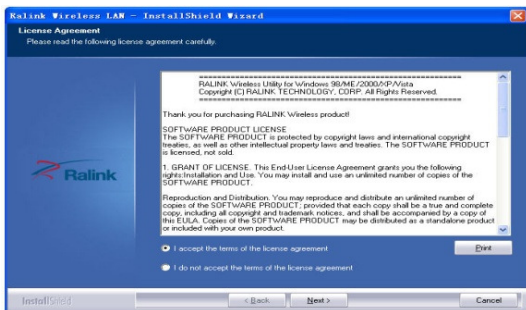 Ralink Wireless LAN - InstallShield Wizard
License Agreement
Please read the following license agreement carefully.
==================================================
RALINK Wireless Utility for Windows 98/ME/2000/XP/Vista
Copyright (C) RALINK TECHNOLOGY, CORP. All Rights Reserved.
==================================================
Thank you for purchasing RALINK Wireless product!
SOFTWARE PRODUCT LICENSE
The SOFTWARE PRODUCT is protected by copyright laws and international copyright
treaties, as well as other intellectual property laws and treaties. The SOFTWARE PRODUCT
is licensed, not sold.
1. GRANT OF LICENSE. This End-User License Agreement grants you the following
rights:Installation and Use. You may install and use an unlimited number of copies of the
SOFTWARE PRODUCT.
Reproduction and Distribution. You may reproduce and distribute an unlimited number of
copies of the SOFTWARE PRODUCT; provided that each copy shall be a true and complete
copy, including all copyright and trademark notices, and shall be accompanied by a copy of
this EULA. Copies of the SOFTWARE PRODUCT may be distributed as a standalone product
or included with your own product.
Ralink
I accept the terms of the license agreement
Print
I do not accept the terms of the license agreement
InstallShield
< Back
Next >
Cancel